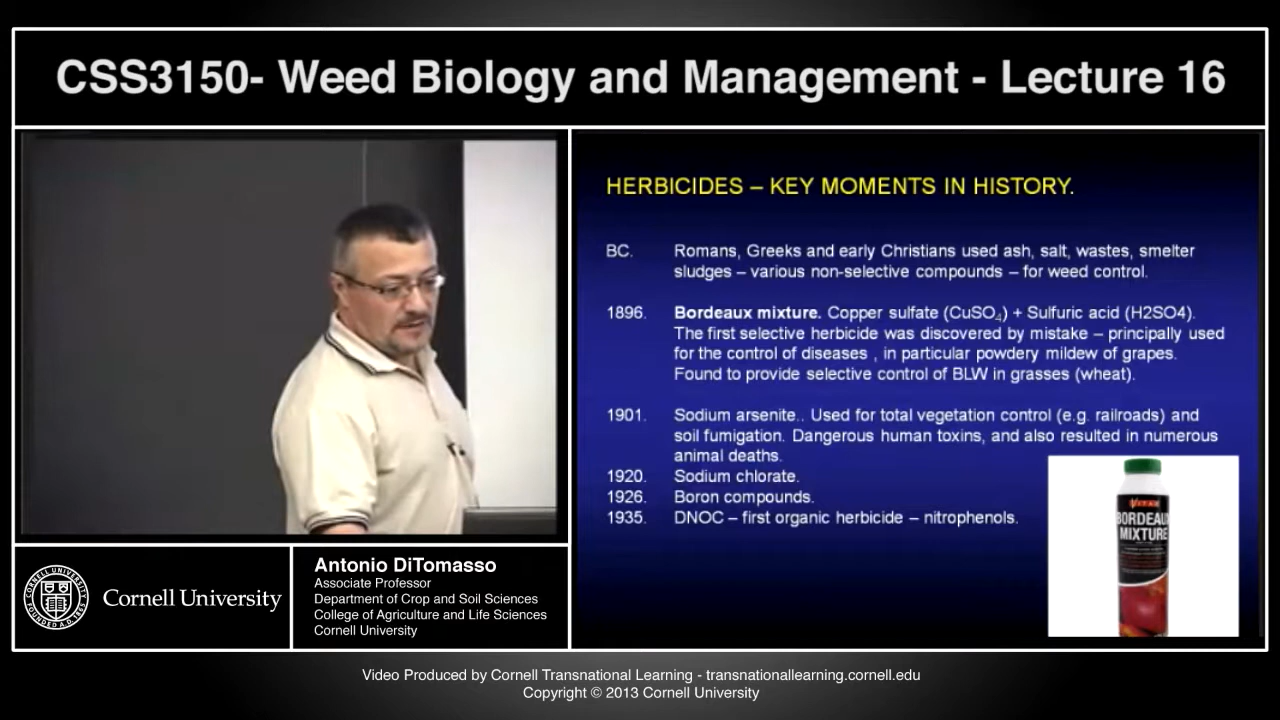 CSS3150- Weed Biology and Management - Lecture 16
HERBICIDES – KEY MOMENTS IN HISTORY.
BC. Romans, Greeks and early Christians used ash, salt, wastes, smelter
sludges – various non-selective compounds – for weed control.
1896. Bordeaux mixture. Copper sulfate (CuSO4) + Sulfuric acid (H2SO4).
The first selective herbicide was discovered by mistake – principally used
for the control of diseases , in particular powdery mildew of grapes.
Found to provide selective control of BLW in grasses (wheat).
1901. Sodium arsenite.. Used for total vegetation control (e.g. railroads) and
soil fumigation. Dangerous human toxins, and also resulted in numerous
animal deaths.
1920. Sodium chlorate.
1926. Boron compounds.
1935. DNOC – first organic herbicide – nitrophenols.
BORDEAUX
MIXTURE
CORNELL UNIVERSITY
FOUNDED A.D. 1865
Cornell University
Antonio DiTomasso
Associate Professor
Department of Crop and Soil Sciences
College of Agriculture and Life Sciences
Cornell University
Video Produced by Cornell Transnational Learning - transnationallearning.cornell.edu
Copyright © 2013 Cornell University